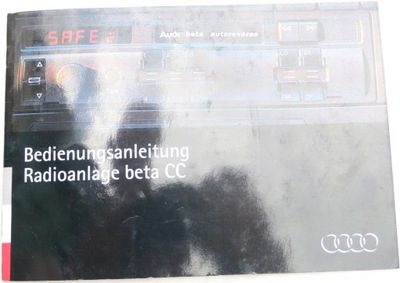 SAFE
Audi beta autoreverse
Bedienungsanleitung
Radioanlage beta CC